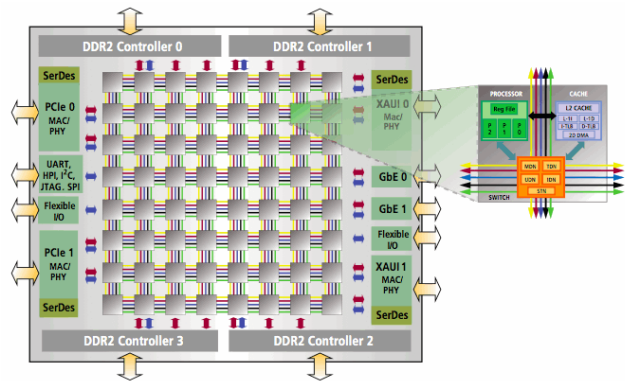 DDR2 Controller 0
DDR2 Controller 1
SerDes
PCIe 0
MAC/
PHY
UART,
HPI, I²C,
JTAG, SPI
Flexible
I/O
PCIe 1
MAC/
PHY
SerDes
SerDes
XAUI 0
Mac/
PHY
GbE 0
GbE 1
Flexible
I/O
XAUI 1
MAC/
PHY
SerDes
DDR2 Controller 3
DDR2 Controller 2
PROCESSOR
Reg File
P
2
P
1
P
0
CACHE
L2 CACHE
L-1I
L-1D
I-TLB
D-TLB
2D DMA
MDN
TDN
UDN
IDN
STN
SWITCH